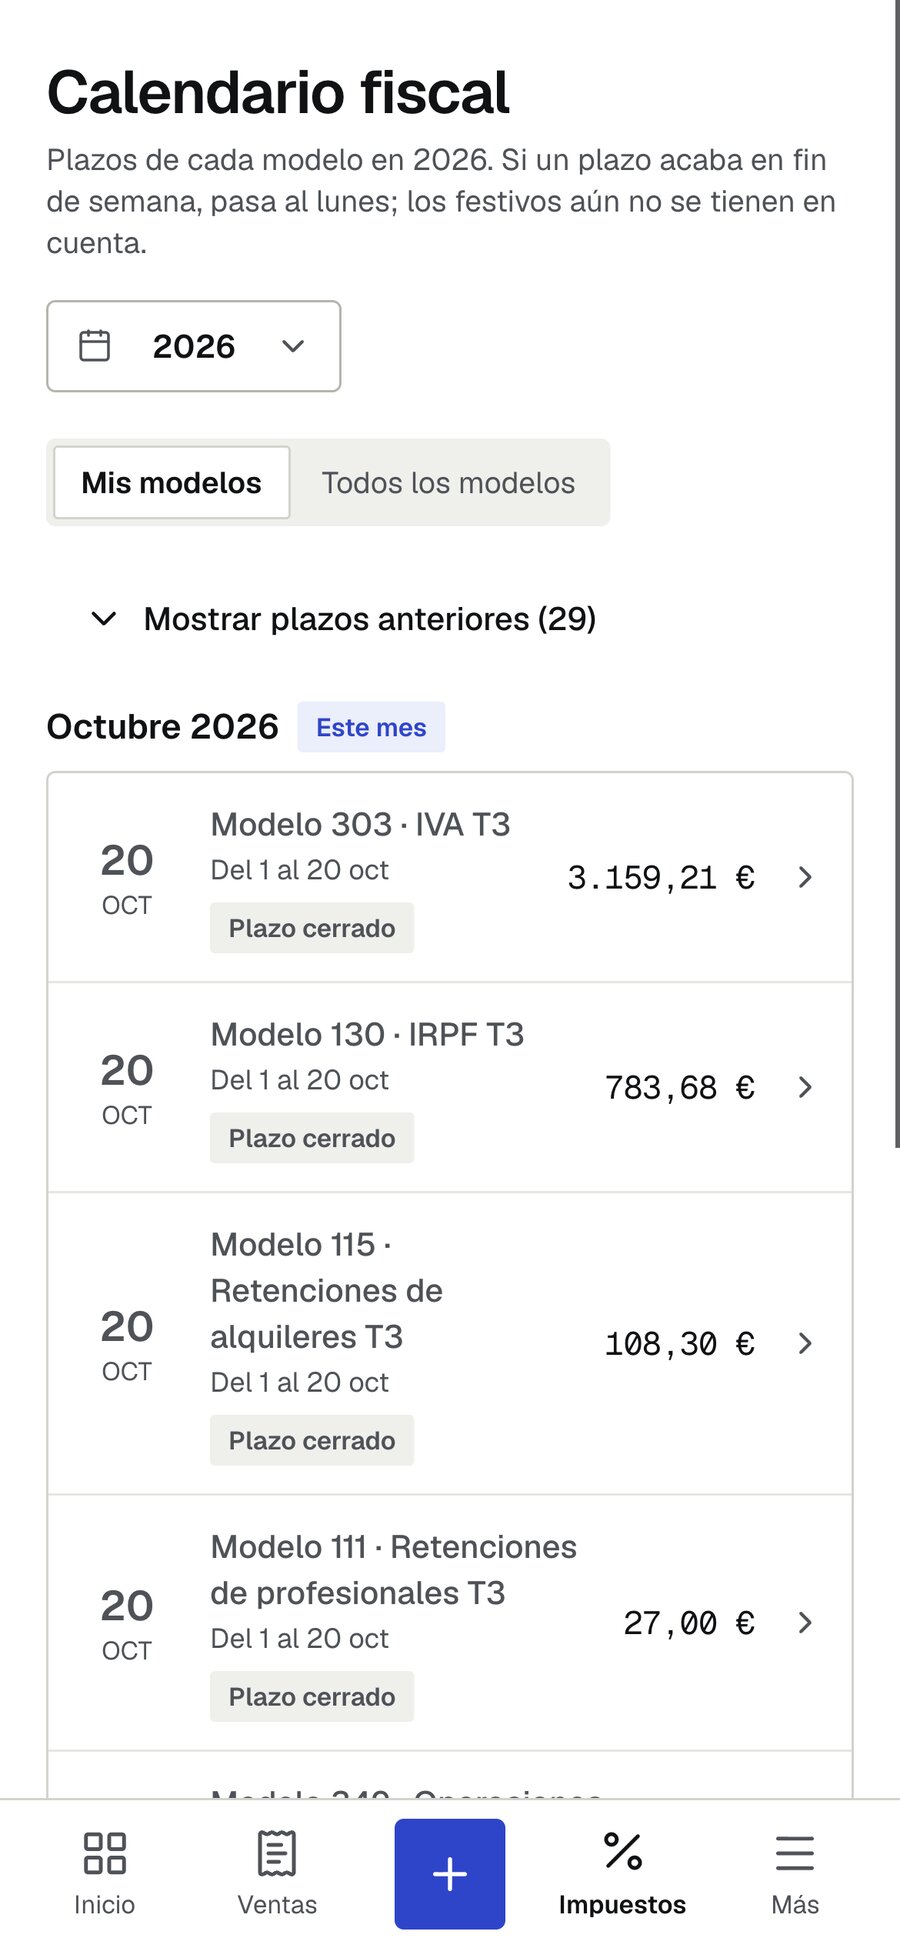 Calendario fiscal
Plazos de cada modelo en 2026. Si un plazo acaba en fin
de semana, pasa al lunes; los festivos aún no se tienen en
cuenta.
2026
Mis modelos
Todos los modelos
Mostrar plazos anteriores (29)
Octubre 2026
Este mes
20
OCT
Modelo 303 · IVA T3
Del 1 al 20 oct
Plazo cerrado
3.159,21 €
20
OCT
Modelo 130 · IRPF T3
Del 1 al 20 oct
Plazo cerrado
783,68 €
20
OCT
Modelo 115 ·
Retenciones de
alquileres T3
Del 1 al 20 oct
Plazo cerrado
108,30 €
20
OCT
Modelo 111 · Retenciones
de profesionales T3
Del 1 al 20 oct
Plazo cerrado
27,00 €
Modelo 349 · Operaciones
Inicio
Ventas
Impuestos
Más